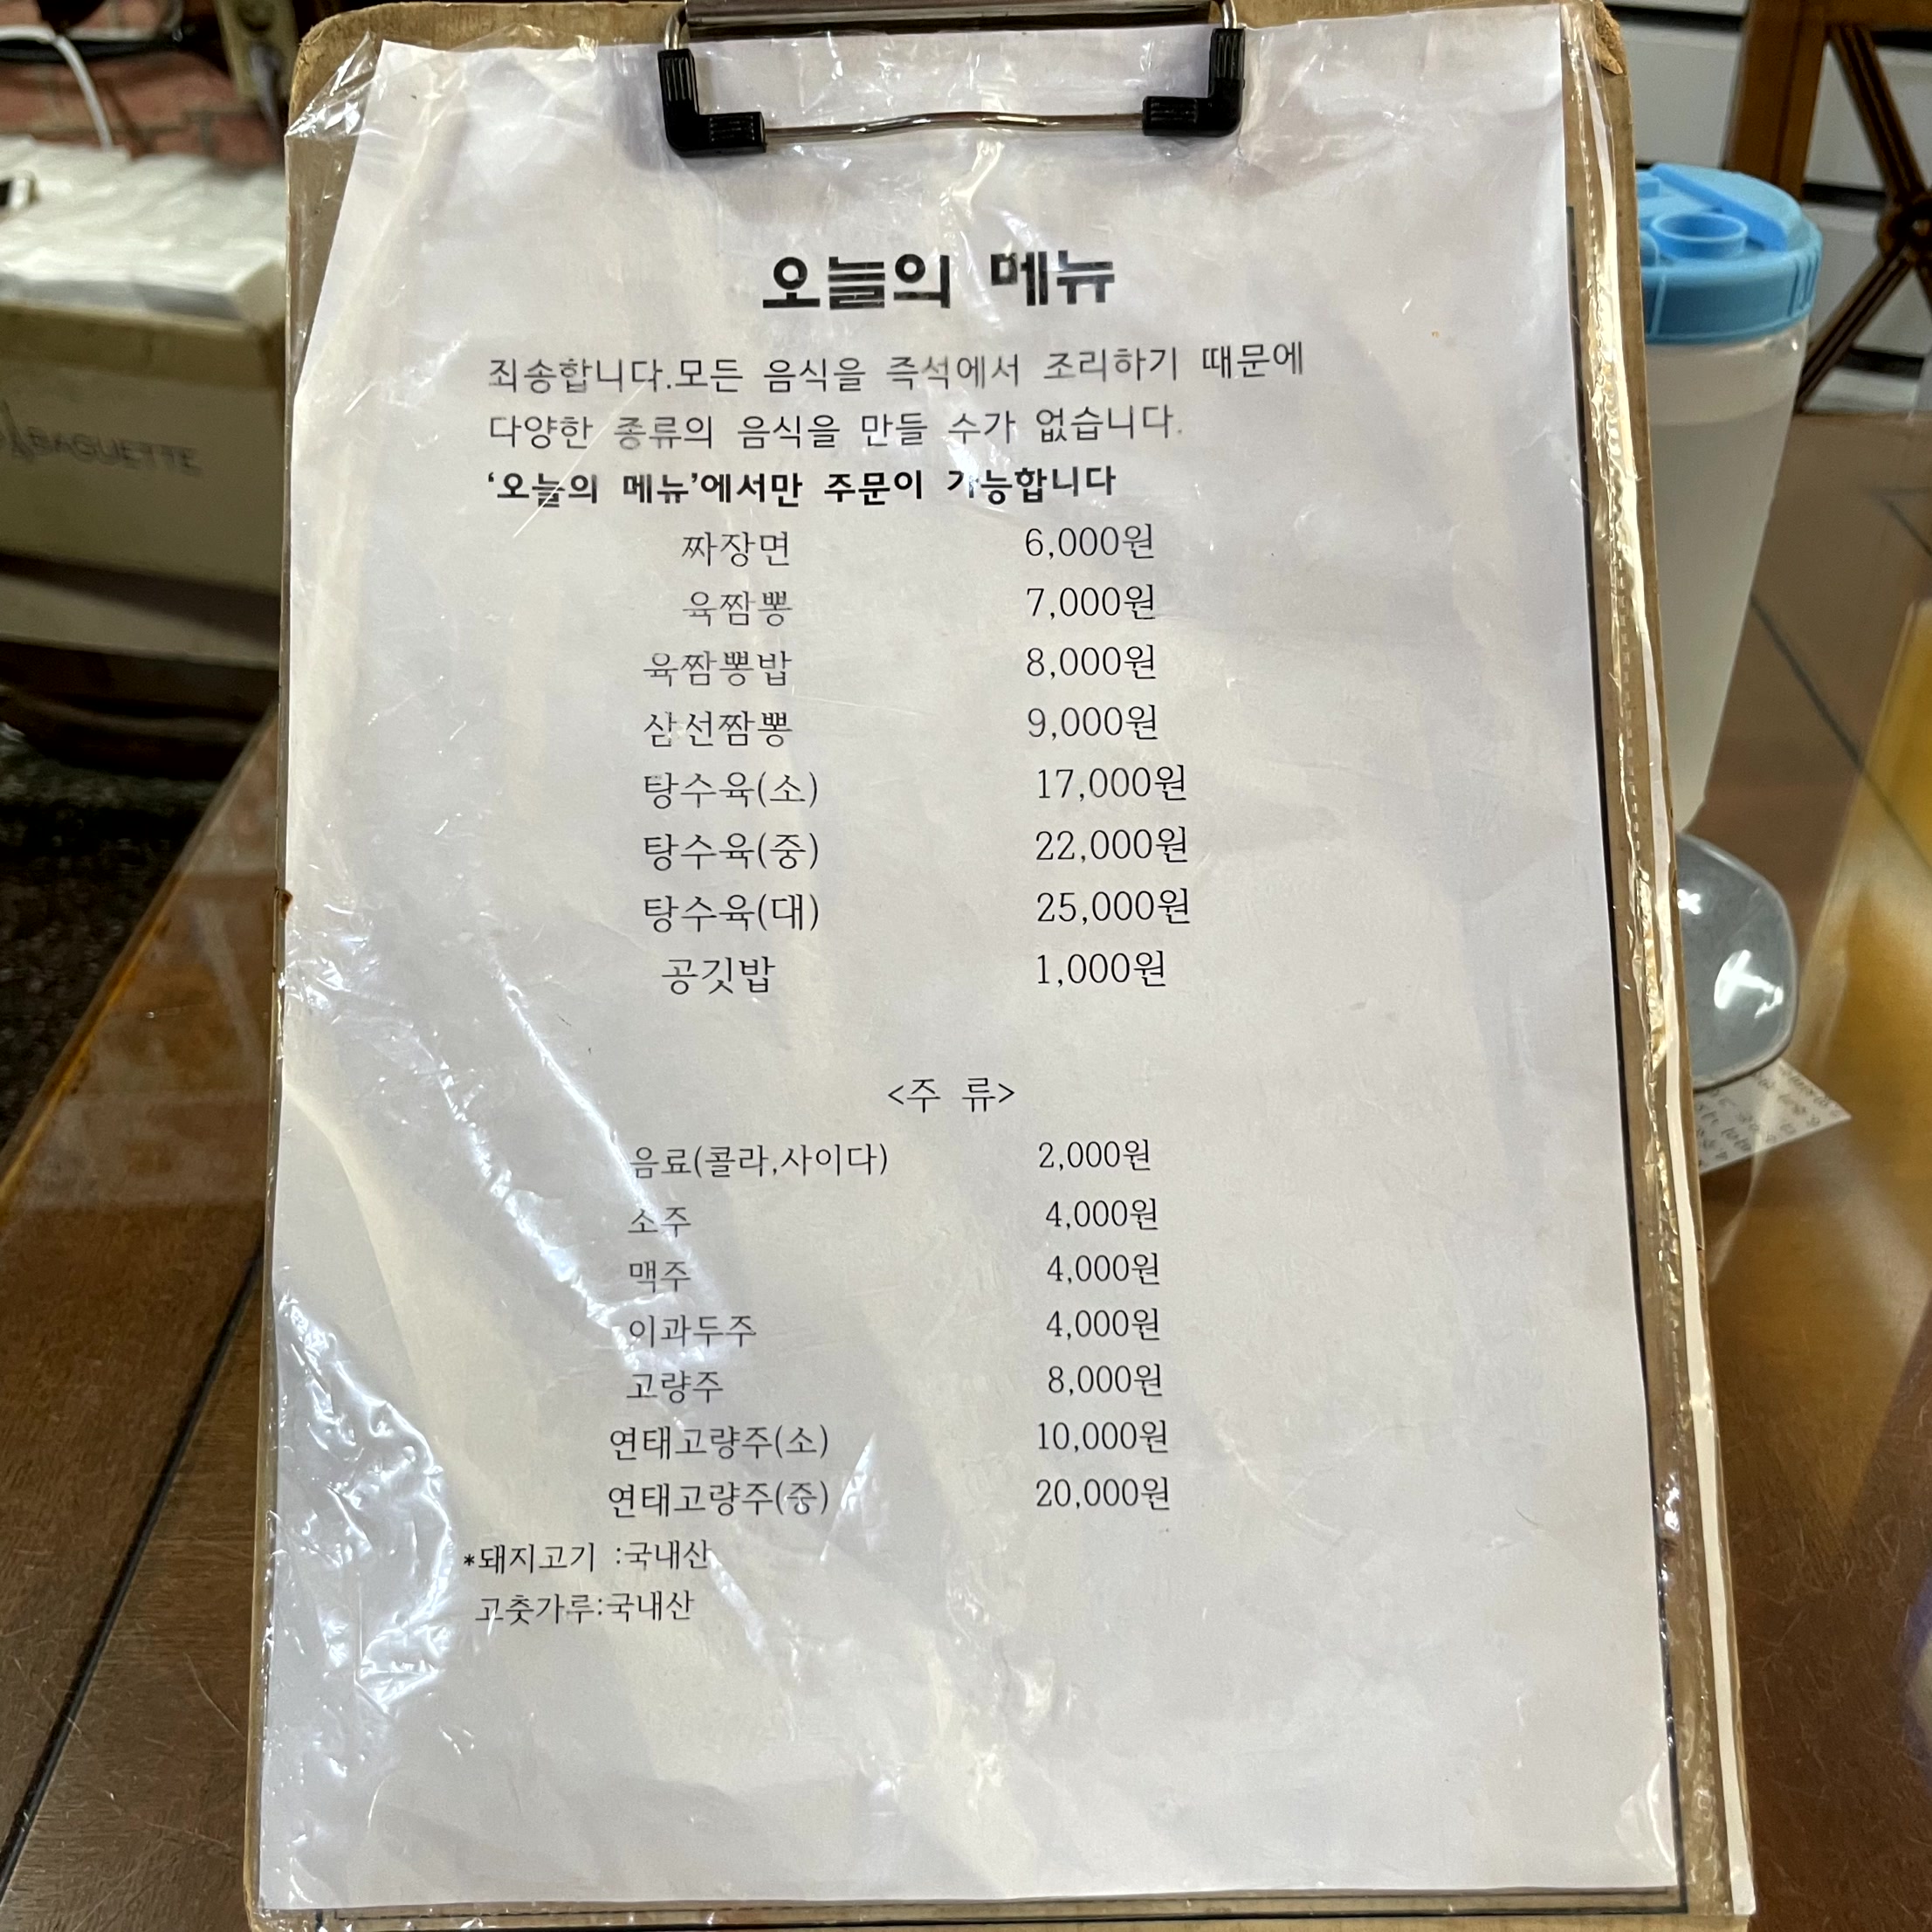 오늘의 메뉴
죄송합니다.모든 음식을 즉석에서 조리하기 때문에
다양한 종류의 음식을 만들 수가 없습니다.
‘오늘의 메뉴’에서만 주문이 가능합니다
짜장면 6,000원
육짬뽕 7,000원
육짬뽕밥 8,000원
삼선짬뽕 9,000원
탕수육(소) 17,000원
탕수육(중) 22,000원
탕수육(대) 25,000원
공깃밥 1,000원
<주 류>
음료(콜라,사이다) 2,000원
소주 4,000원
맥주 4,000원
이과두주 4,000원
고량주 8,000원
연태고량주(소) 10,000원
연태고량주(중) 20,000원
*돼지고기 :국내산
고춧가루:국내산
BAGUETTE